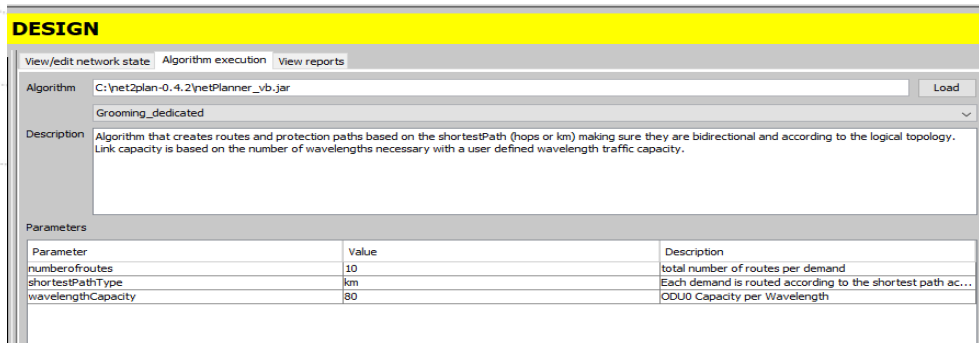 DESIGN
View/edit network state Algorithm execution View reports
Algorithm C:\net2plan-0.4.2\netPlanner_vb.jar Load
Grooming_dedicated
Description Algorithm that creates routes and protection paths based on the shortestPath (hops or km) making sure they are bidirectional and according to the logical topology.
Link capacity is based on the number of wavelengths necessary with a user defined wavelength traffic capacity.
Parameters
Parameter Value Description
numberofroutes 10 total number of routes per demand
shortestPathType km Each demand is routed according to the shortest path ac...
wavelengthCapacity 80 ODU0 Capacity per Wavelength